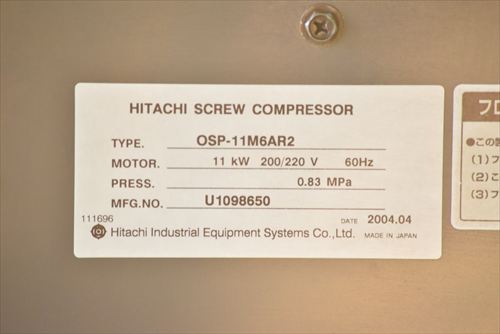 HITACHI SCREW COMPRESSOR
TYPE. OSP-11M6AR2
MOTOR. 11 kW 200/220 V 60Hz
PRESS. 0.83 MPa
MFG.NO. U1098650
111696 DATE 2004.04
Hitachi Industrial Equipment Systems Co.,Ltd. MADE IN JAPAN
フロ
●この製
(1)フ
(2)こ
(3)フ